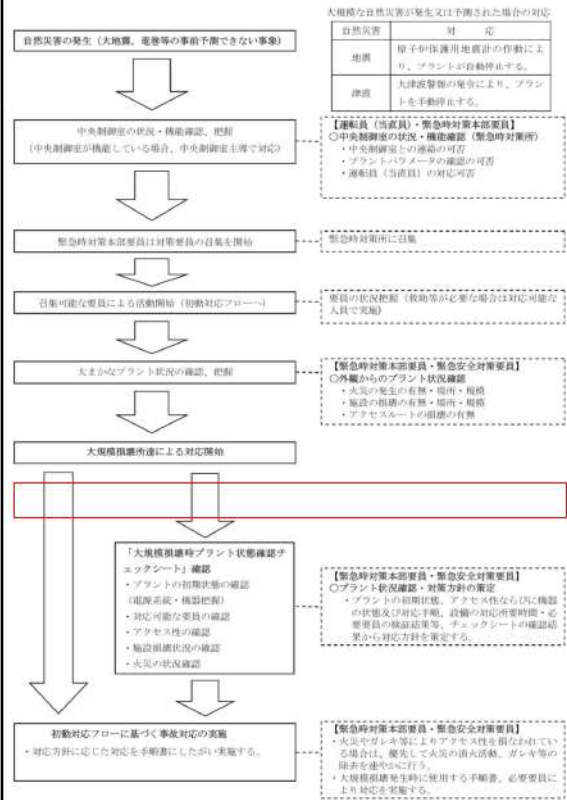 大規模な自然災害が発生又は予測された場合の対応
自然災害　対　応
地震　原子炉保護用地震計の作動によ
り、プラントが自動停止する。
津波　大津波警報の発令により、プラン
トを手動停止する。
自然災害の発生（大地震、竜巻等の事前予測できない事象）
中央制御室の状況・機能確認、把握
（中央制御室が機能している場合、中央制御室主導で対応）
【運転員（当直員）・緊急時対策本部要員】
○中央制御室の状況・機能確認（緊急時対策所）
・中央制御室との連絡の可否
・プラントパラメータの確認の可否
・運転員（当直員）の対応可否
緊急時対策本部要員は対策要員の召集を開始
緊急時対策所に召集
召集可能な要員による活動開始（初動対応フローへ）
要員の状況把握（救助等が必要な場合は対応可能な
人員で実施）
大まかなプラント状況の確認、把握
【緊急時対策本部要員・緊急安全対策要員】
○外観からのプラント状況確認
・火災の発生の有無・場所・規模
・施設の損壊の有無・場所・規模
・アクセスルートの損壊の有無
大規模損壊所達による対応開始
「大規模損壊時プラント状態確認チ
ェックシート」確認
・プラントの初期状態の確認
（電源系統・機器把握）
・対応可能な要員の確認
・アクセス性の確認
・施設損壊状況の確認
・火災の状況確認
【緊急時対策本部要員・緊急安全対策要員】
○プラント状況確認・対策方針の策定
・プラントの初期状態、アクセス性ならびに機器
の状態及び対応手順、設備の対応所要時間・必
要要員の検証結果等、チェックシートの確認結
果から対応方針を策定する。
初動対応フローに基づく事故対応の実施
・対応方針に応じた対応を手順書にしたがい実施する。
【緊急時対策本部要員・緊急安全対策要員】
・火災やガレキ等によりアクセス性を損なわれてい
る場合は、優先して火災の消火活動、ガレキ等の
除去を速やかに行う。
・大規模損壊発生時に使用する手順書、必要要員に
より対応を実施する。